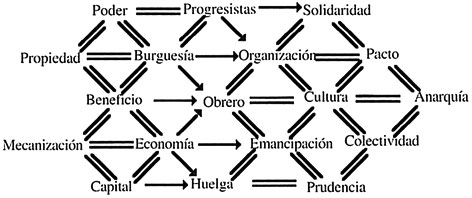 Poder Progresistas Solidaridad
Propiedad Burguesía Organización Pacto
Beneficio Obrero Cultura Anarquía
Mecanización Economía Emancipación Colectividad
Capital Huelga Prudencia